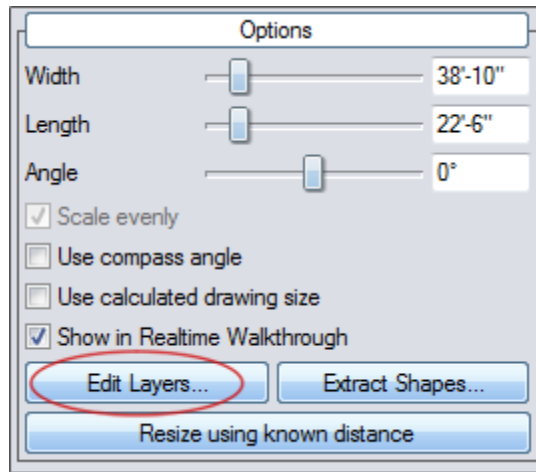 Options
Width 38'-10"
Length 22'-6"
Angle 0°
Scale evenly
Use compass angle
Use calculated drawing size
Show in Realtime Walkthrough
Edit Layers... Extract Shapes...
Resize using known distance